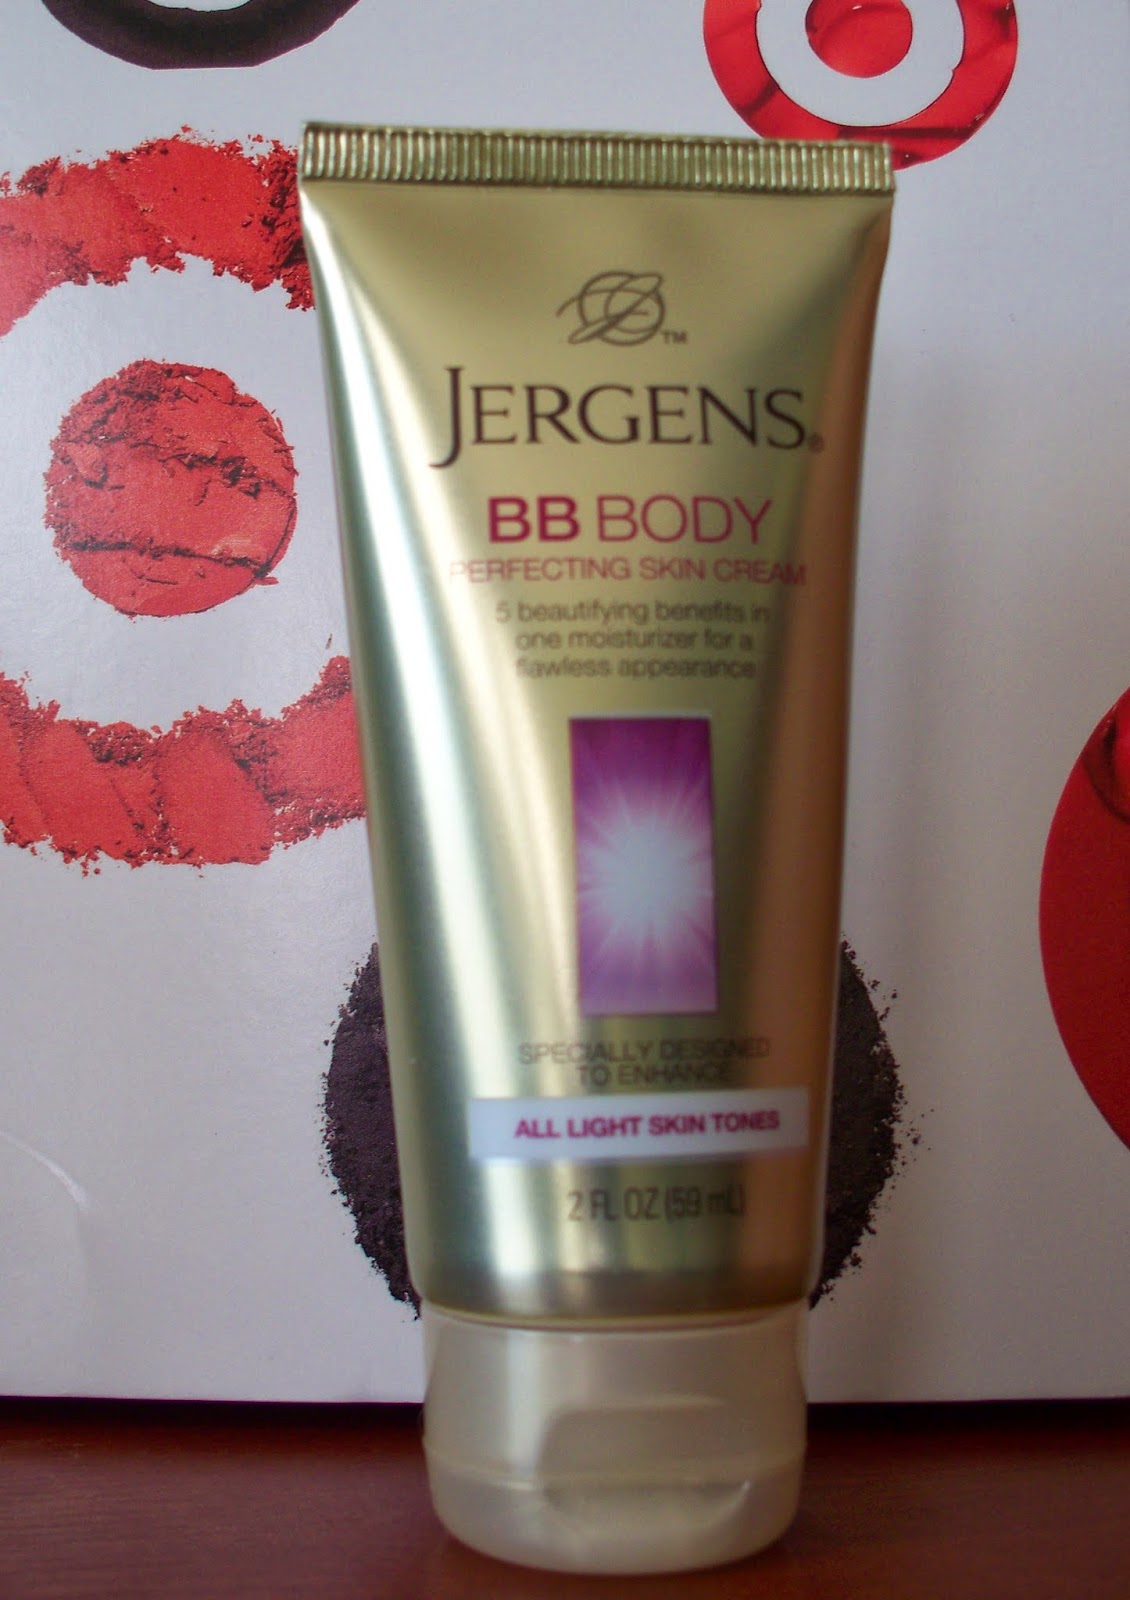 TM
JERGENS®
BB BODY
PERFECTING SKIN CREAM
5 beautifying benefits in
one moisturizer for a
flawless appearance
SPECIALLY DESIGNED
TO ENHANCE
ALL LIGHT SKIN TONES
2 FL OZ (59 mL)